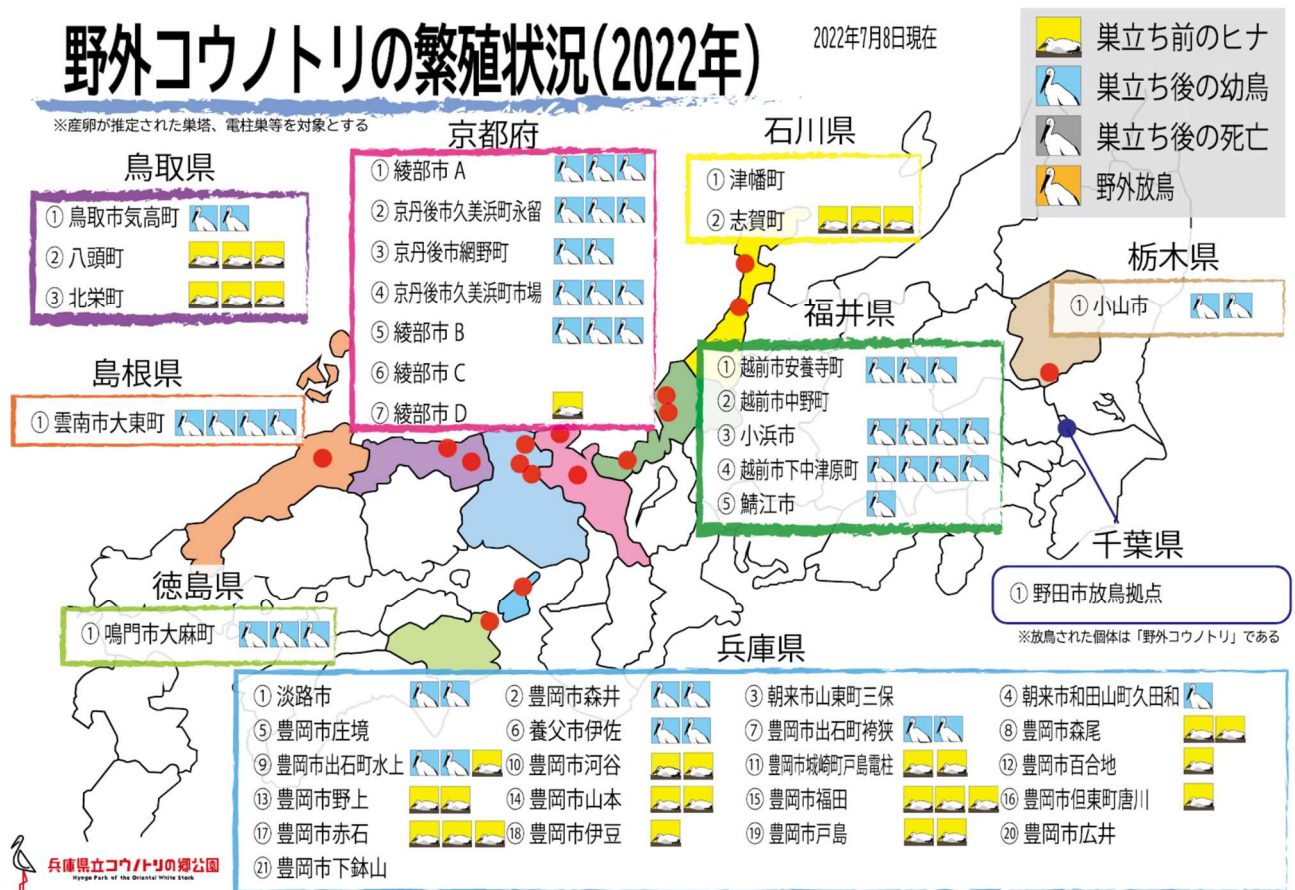 野外コウノトリの繁殖状況(2022年)
2022年7月8日現在
※産卵が推定された巣塔、電柱巣等を対象とする
巣立ち前のヒナ
巣立ち後の幼鳥
巣立ち後の死亡
野外放鳥
鳥取県
① 鳥取市気高町
② 八頭町
③ 北栄町
京都府
① 綾部市 A
② 京丹後市久美浜町永留
③ 京丹後市網野町
④ 京丹後市久美浜町市場
⑤ 綾部市 B
⑥ 綾部市 C
⑦ 綾部市 D
石川県
① 津幡町
② 志賀町
栃木県
① 小山市
島根県
① 雲南市大東町
福井県
① 越前市安養寺町
② 越前市中野町
③ 小浜市
④ 越前市下中津原町
⑤ 鯖江市
千葉県
① 野田市放鳥拠点
※放鳥された個体は「野外コウノトリ」である
徳島県
① 鳴門市大麻町
兵庫県
① 淡路市 ② 豊岡市森井 ③ 朝来市山東町三保 ④ 朝来市和田山町久田和
⑤ 豊岡市庄境 ⑥ 養父市伊佐 ⑦ 豊岡市出石町袴狭 ⑧ 豊岡市森尾
⑨ 豊岡市出石町水上 ⑩ 豊岡市河谷 ⑪ 豊岡市城崎町戸島電柱 ⑫ 豊岡市百合地
⑬ 豊岡市野上 ⑭ 豊岡市山本 ⑮ 豊岡市福田 ⑯ 豊岡市但東町唐川
⑰ 豊岡市赤石 ⑱ 豊岡市伊豆 ⑲ 豊岡市戸島 ⑳ 豊岡市広井
㉑ 豊岡市下鉢山
兵庫県立コウノトリの郷公園
Hyogo Park of the Oriental White Stork